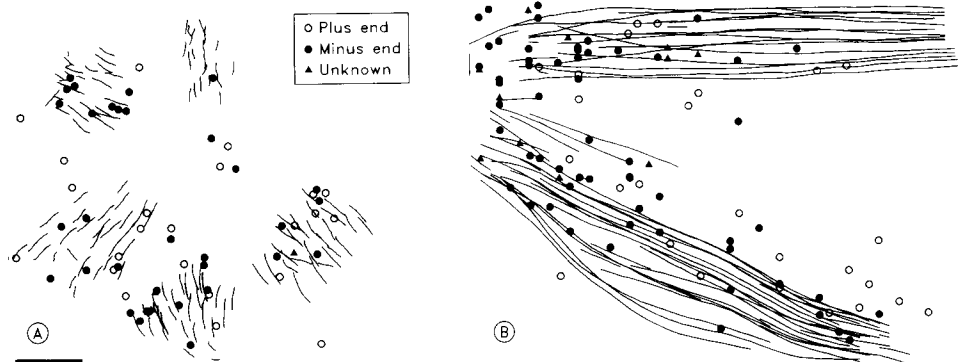 ○ Plus end
● Minus end
▲ Unknown
A
B